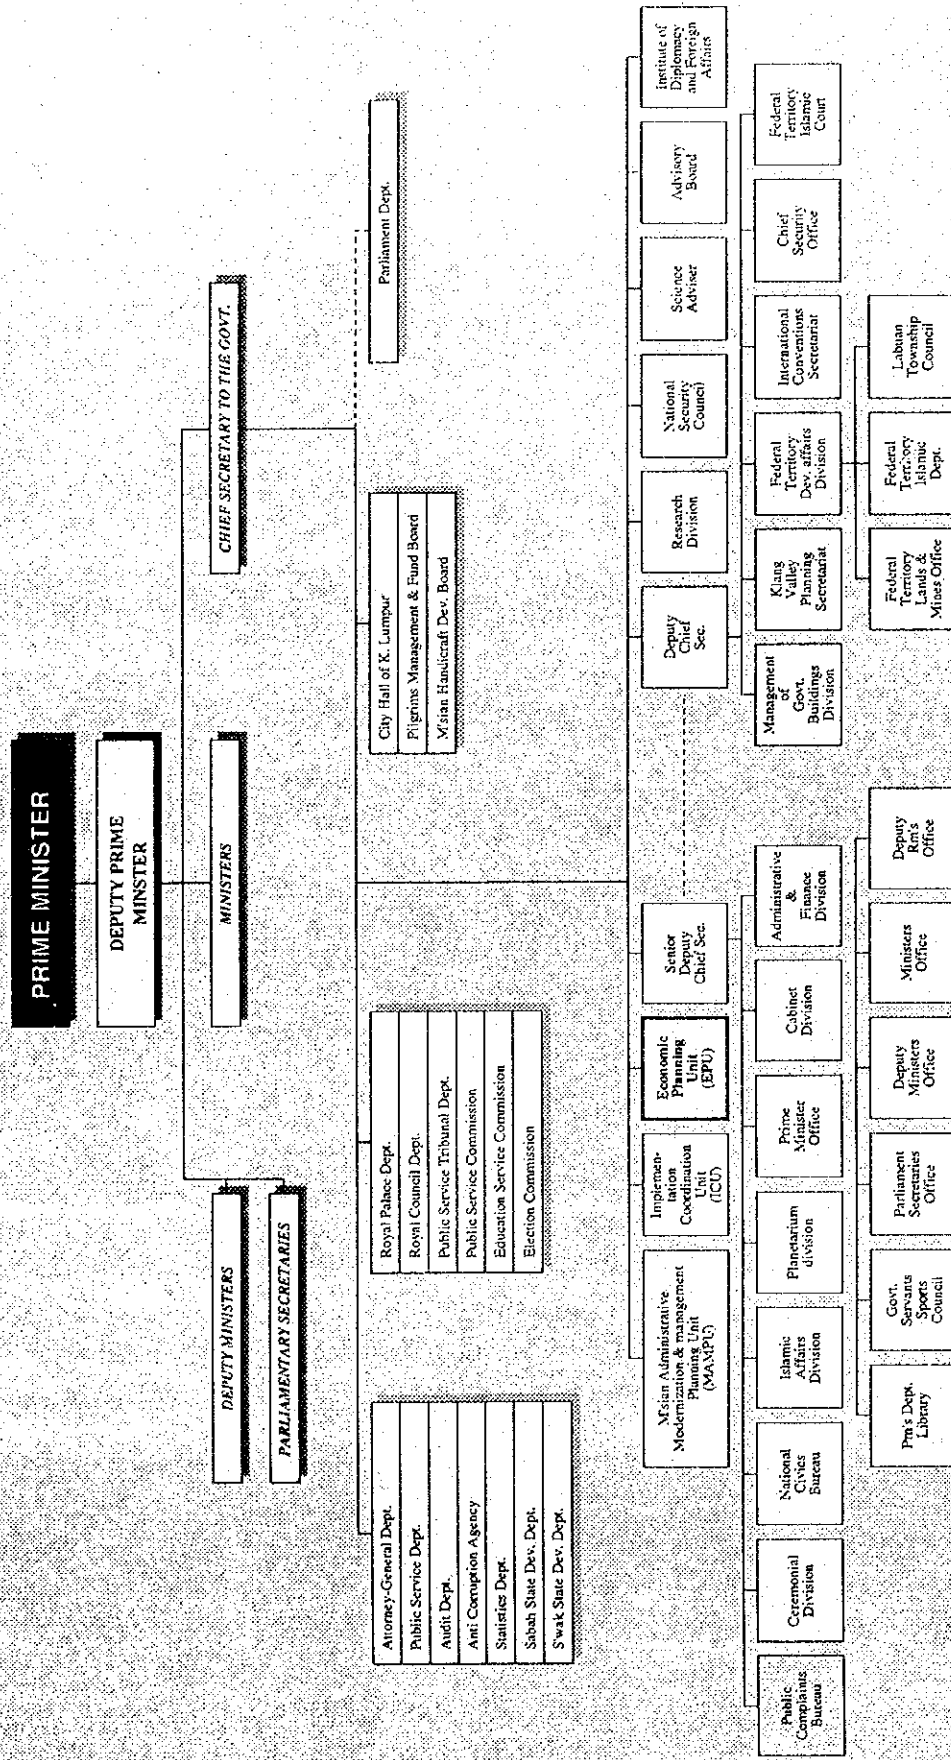 PRIME MINISTER
DEPUTY PRIME
MINSTER
DEPUTY MINISTERS
MINISTERS
CHIEF SECRETARY TO THE GOVT.
PARLIAMENTARY SECRETARIES
Attorney-General Dept.
Public Service Dept.
Audit Dept.
Anti Corruption Agency
Statistics Dept.
Sabah State Dev. Dept.
S'wak State Dev. Dept.
Royal Palace Dept.
Royal Council Dept.
Public Service Tribunal Dept.
Public Service Commission
Education Service Commission
Election Commission
City Hall of K. Lumpur
Pilgrims Management & Fund Board
M'sian Handicraft Dev. Board
Parliament Dept.
M'sian Administrative
Modernization & management
Planning Unit
(MAMPU)
Implemen-
tation
Coordination
Unit
(ICU)
Economic
Planning
Unit
(EPU)
Senior
Deputy
Chief Sec.
Deputy
Chief
Sec.
Research
Division
National
Security
Council
Science
Adviser
Advisory
Board
Institute of
Diplomacy
and Foreign
Affairs
Public
Complaints
Bureau
Ceremonial
Division
National
Civics
Bureau
Islamic
Affairs
Division
Planetarium
division
Prime
Minister
Office
Cabinet
Division
Administrative
&
Finance
Division
Management
of
Govt.
Buildings
Division
Klang
Valley
Planning
Secretariat
Federal
Territory
Dev. affairs
Division
International
Conventions
Secretariat
Chief
Security
Office
Federal
Territory
Islamic
Court
Pm's Dept.
Library
Govt.
Servants
Sports
Council
Parliament
Secretaries
Office
Deputy
Ministers
Office
Ministers
Office
Deputy
Rm's
Office
Federal
Territory
Lands &
Mines Office
Federal
Territory
Islamic
Dept.
Labuan
Township
Council